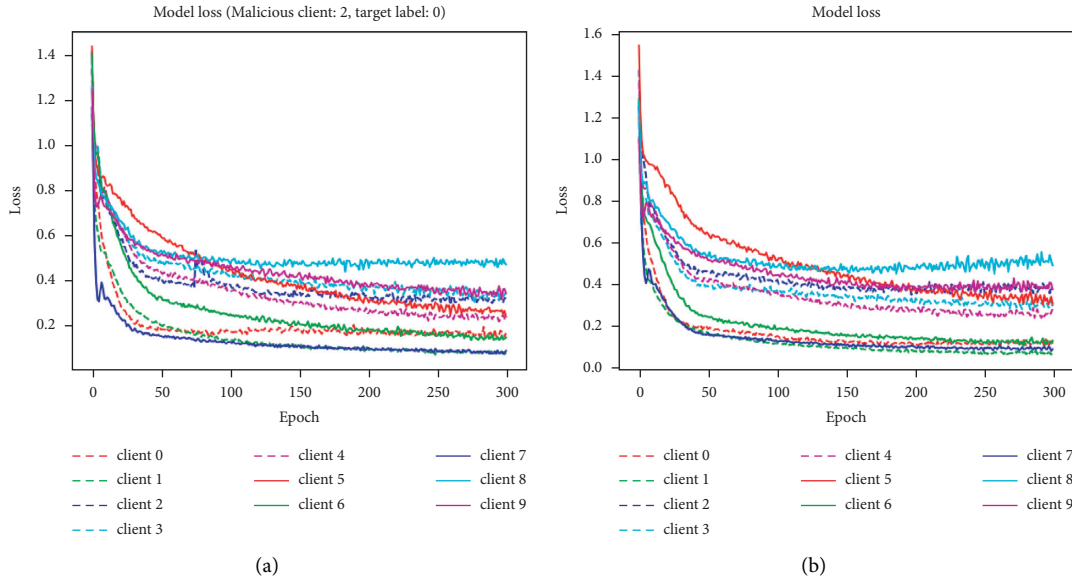 Model loss (Malicious client: 2, target label: 0)
1.4
1.2
1.0
0.8
0.6
0.4
0.2
Loss
0 50 100 150 200 250 300
Epoch
client 0 client 4 client 7
client 1 client 5 client 8
client 2 client 6 client 9
client 3
(a)
Model loss
1.6
1.4
1.2
1.0
0.8
0.6
0.4
0.2
0.0
Loss
0 50 100 150 200 250 300
Epoch
client 0 client 4 client 7
client 1 client 5 client 8
client 2 client 6 client 9
client 3
(b)